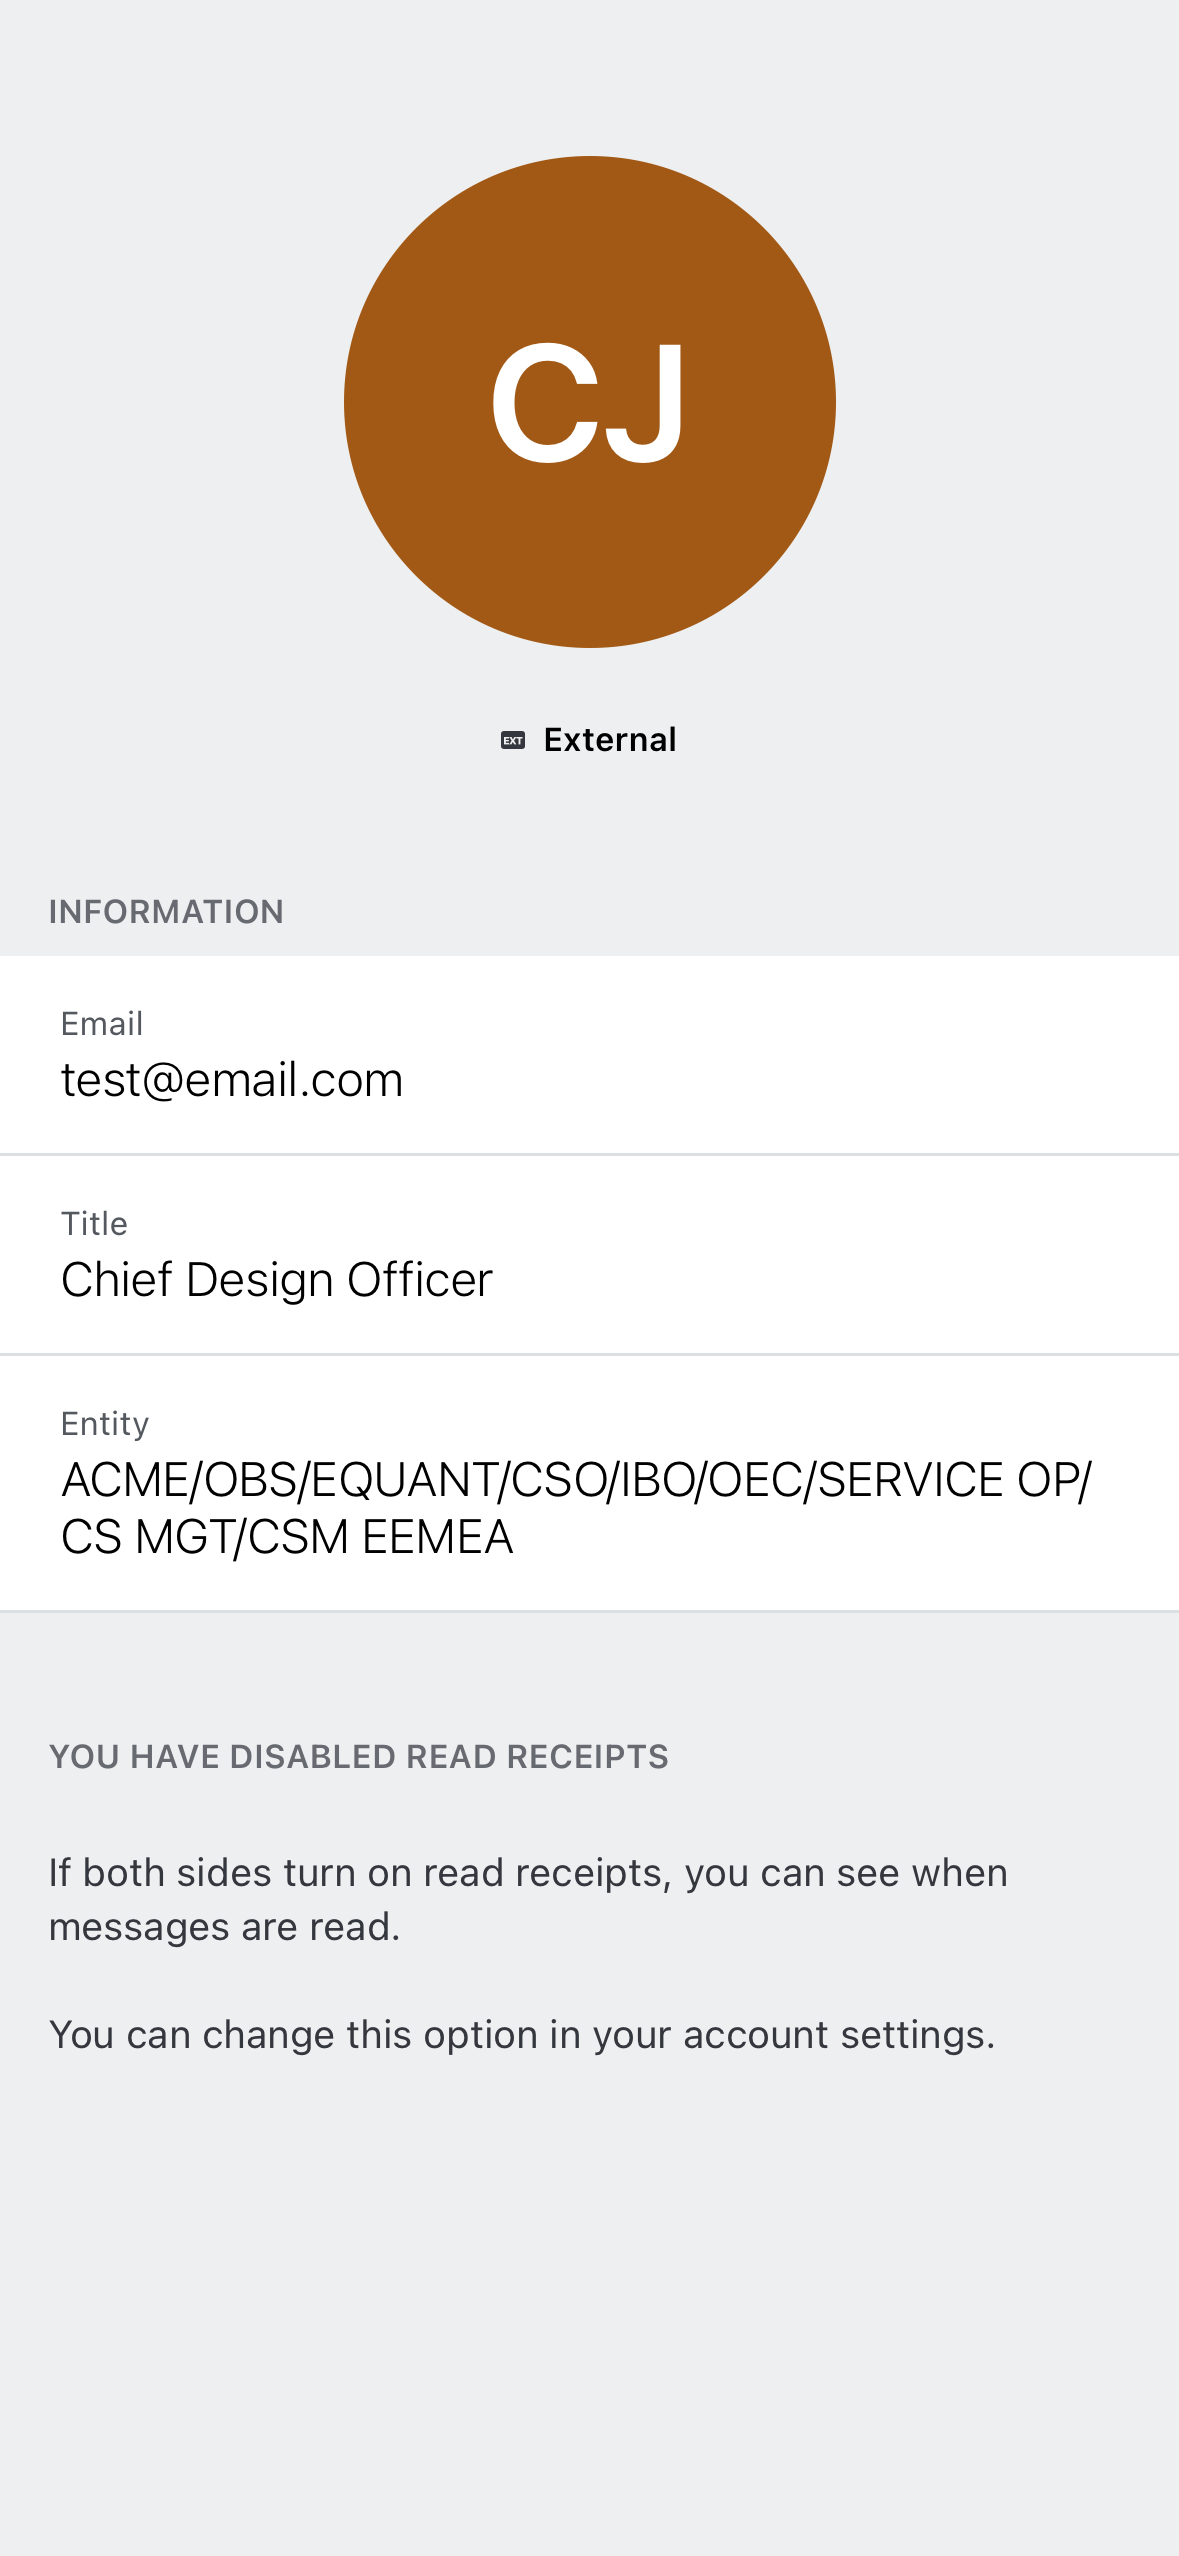 CJ
EXT External
INFORMATION
Email
test@email.com
Title
Chief Design Officer
Entity
ACME/OBS/EQUANT/CSO/IBO/OEC/SERVICE OP/
CS MGT/CSM EEMEA
YOU HAVE DISABLED READ RECEIPTS
If both sides turn on read receipts, you can see when
messages are read.
You can change this option in your account settings.